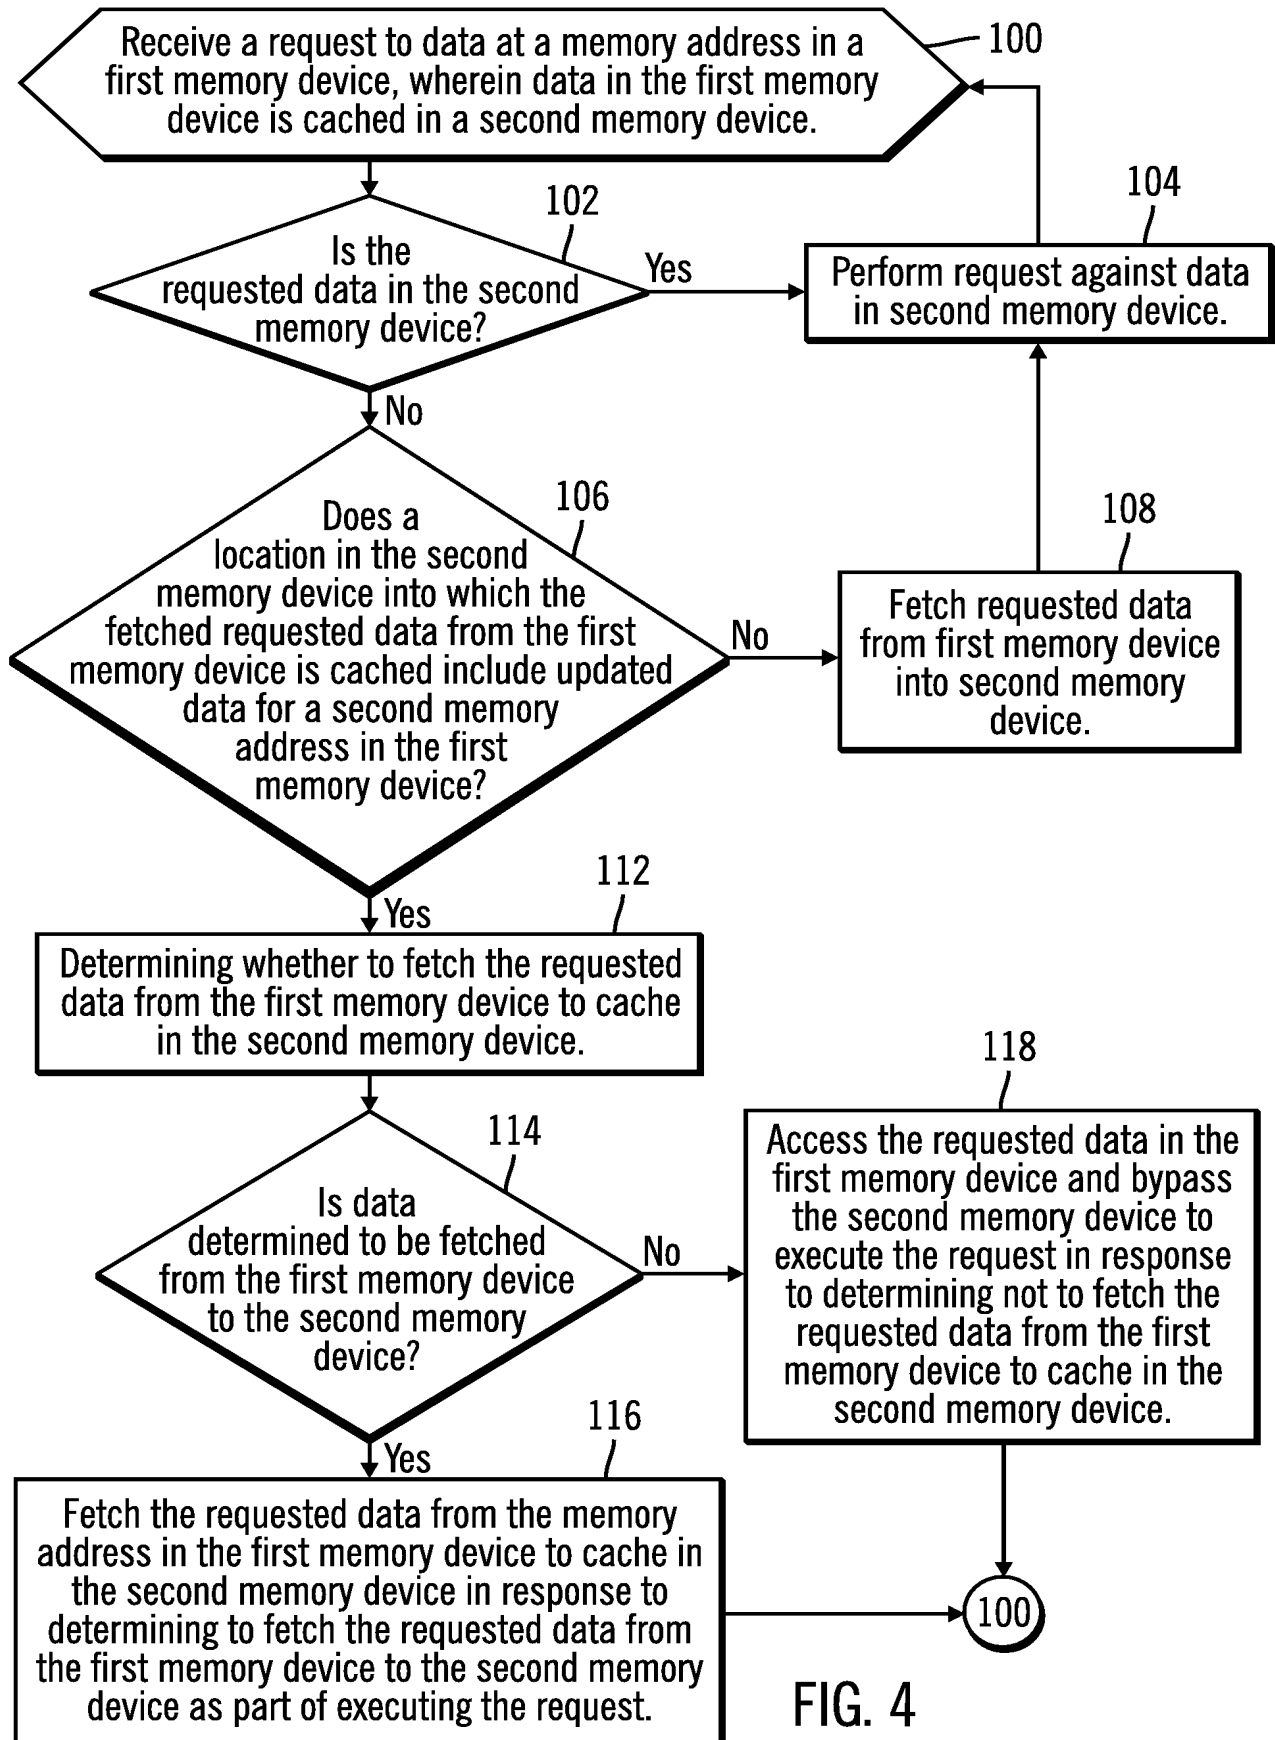 Receive a request to data at a memory address in a
first memory device, wherein data in the first memory
device is cached in a second memory device.
100
102
Is the
requested data in the second
memory device?
Yes
104
Perform request against data
in second memory device.
No
106
Does a
location in the second
memory device into which the
fetched requested data from the first
memory device is cached include updated
data for a second memory
address in the first
memory device?
No
108
Fetch requested data
from first memory device
into second memory
device.
Yes
112
Determining whether to fetch the requested
data from the first memory device to cache
in the second memory device.
114
Is data
determined to be fetched
from the first memory device
to the second memory
device?
No
118
Access the requested data in the
first memory device and bypass
the second memory device to
execute the request in response
to determining not to fetch the
requested data from the first
memory device to cache in the
second memory device.
Yes
116
Fetch the requested data from the memory
address in the first memory device to cache in
the second memory device in response to
determining to fetch the requested data from
the first memory device to the second memory
device as part of executing the request.
100
FIG. 4